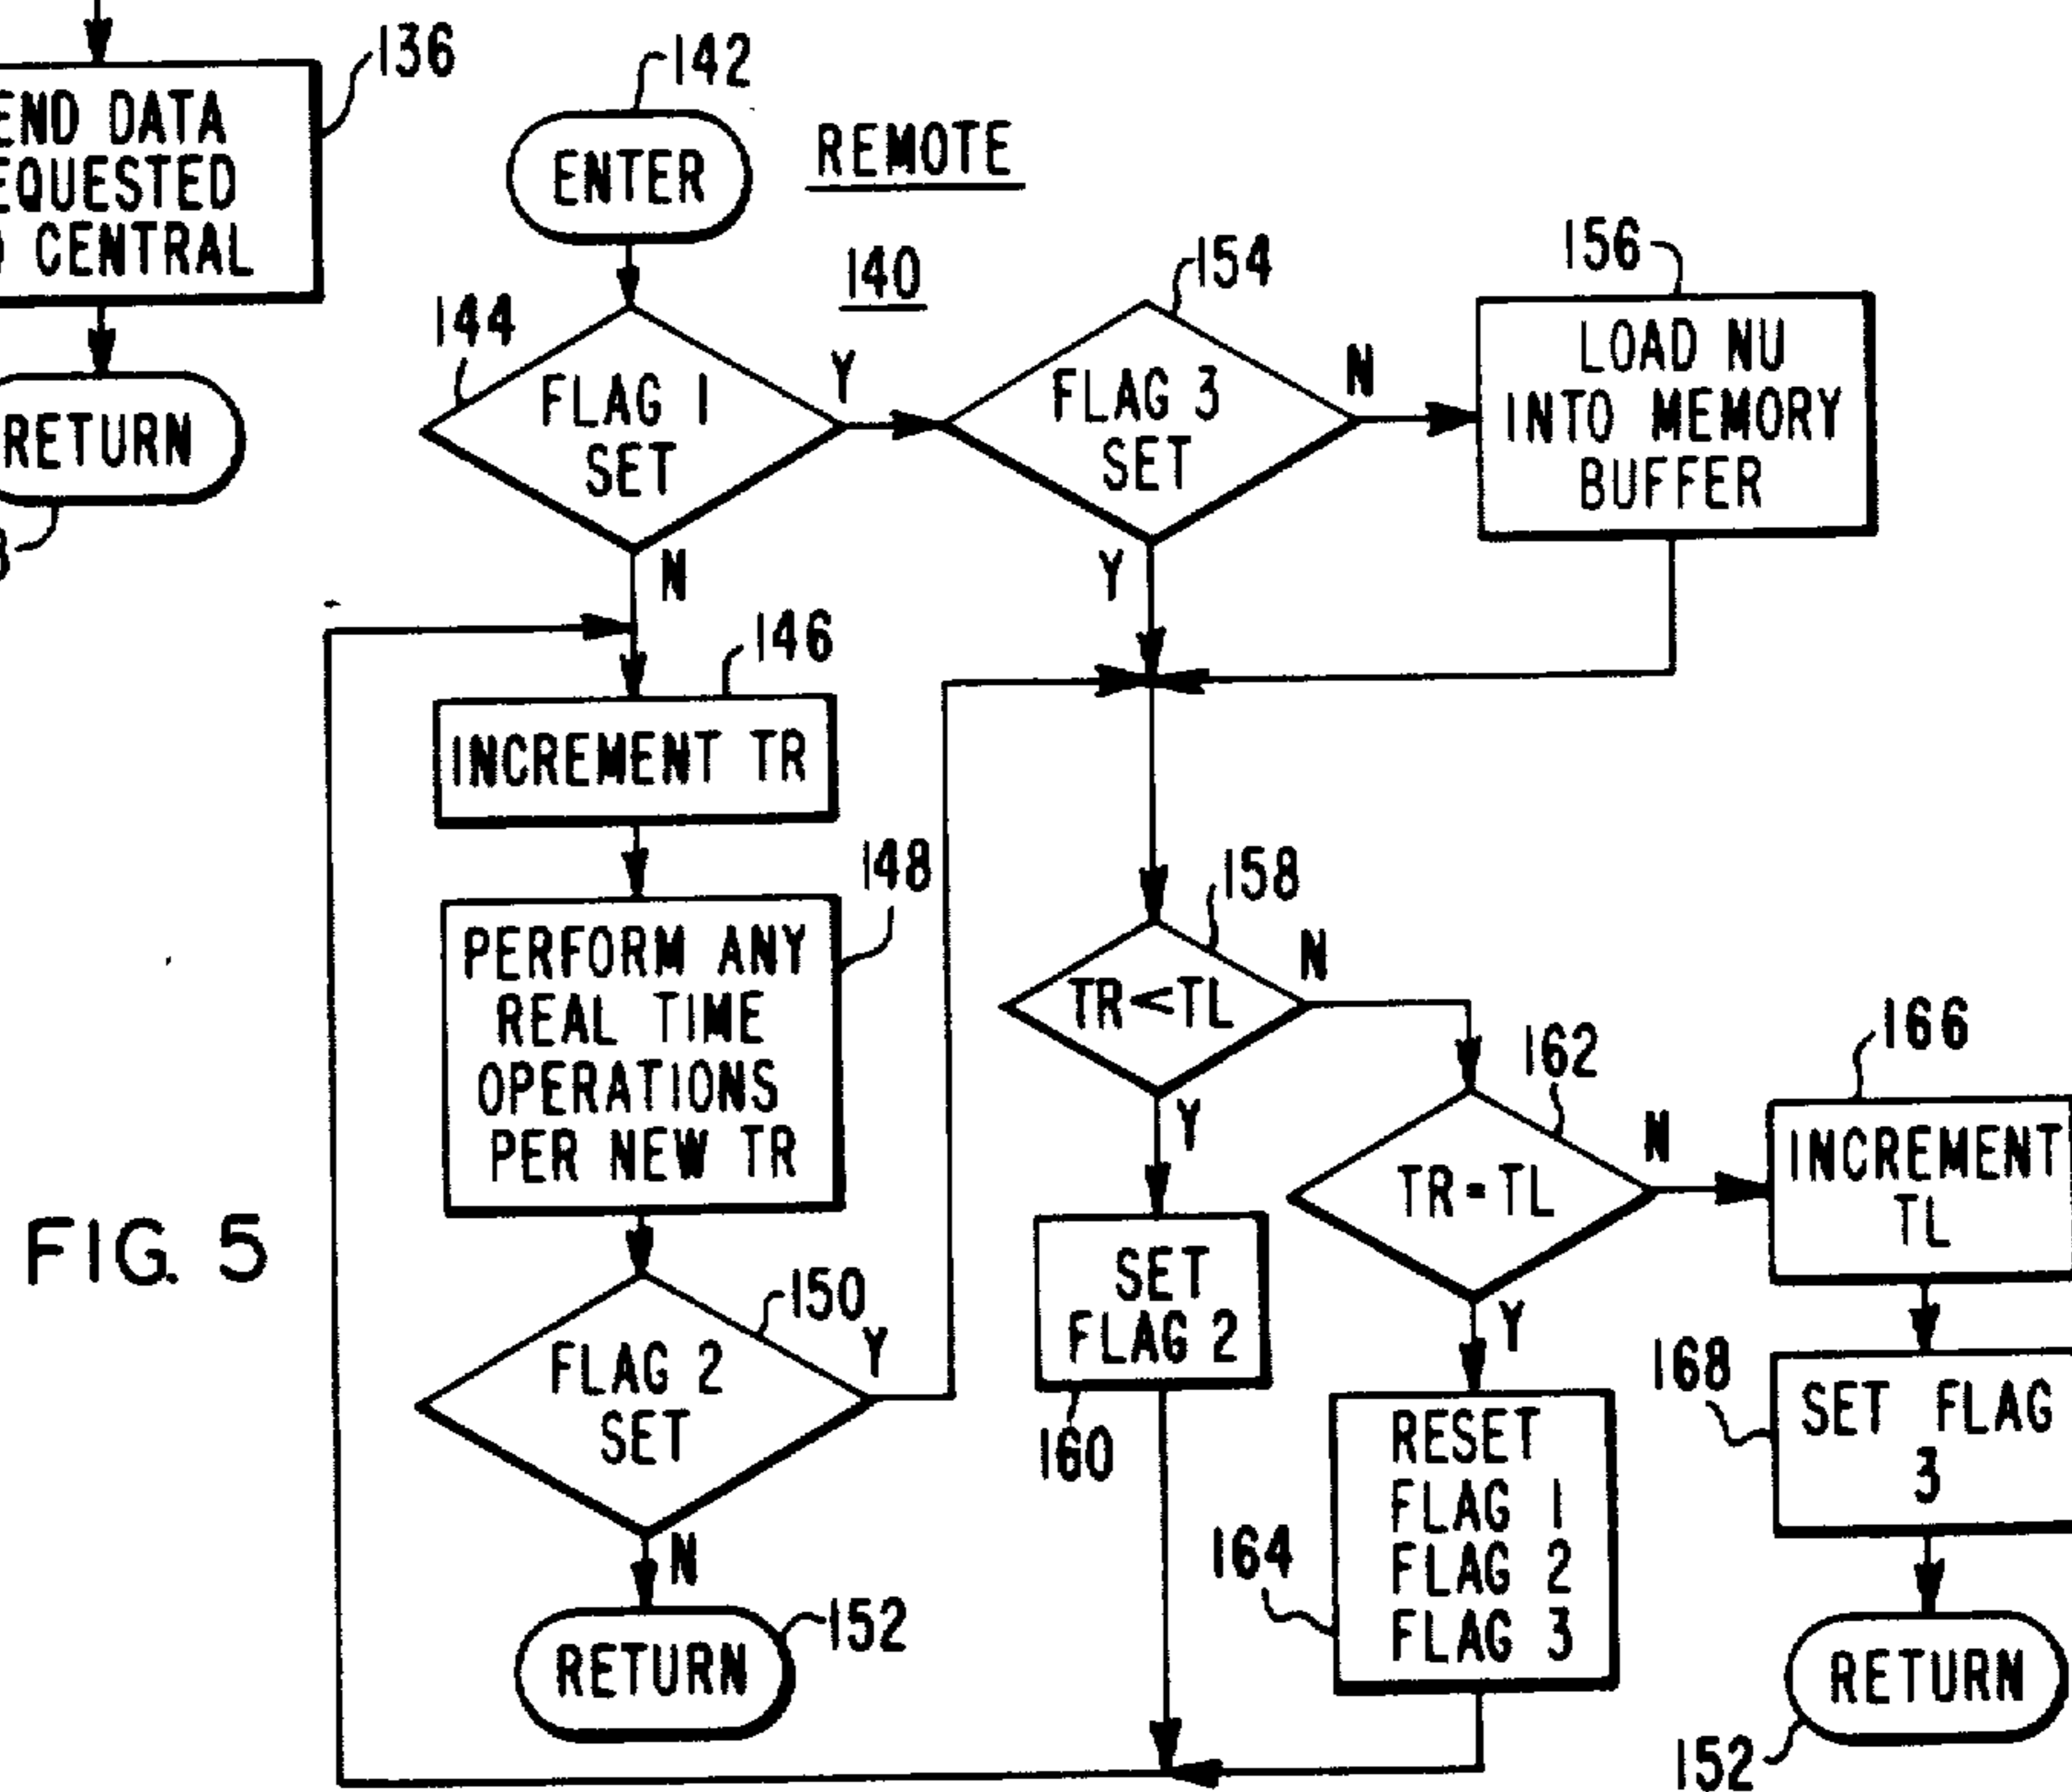 136
END DATA
EQUESTED
CENTRAL
RETURN
142
ENTER
REMOTE
140
144
FLAG 1
SET
Y
N
154
FLAG 3
SET
N
Y
156
LOAD NU
INTO MEMORY
BUFFER
146
INCREMENT TR
148
PERFORM ANY
REAL TIME
OPERATIONS
PER NEW TR
150
FLAG 2
SET
Y
N
RETURN
152
158
TR<TL
N
Y
SET
FLAG 2
160
162
TR=TL
N
Y
164
RESET
FLAG 1
FLAG 2
FLAG 3
166
INCREMENT
TL
168
SET FLAG
3
RETURN
152
FIG. 5